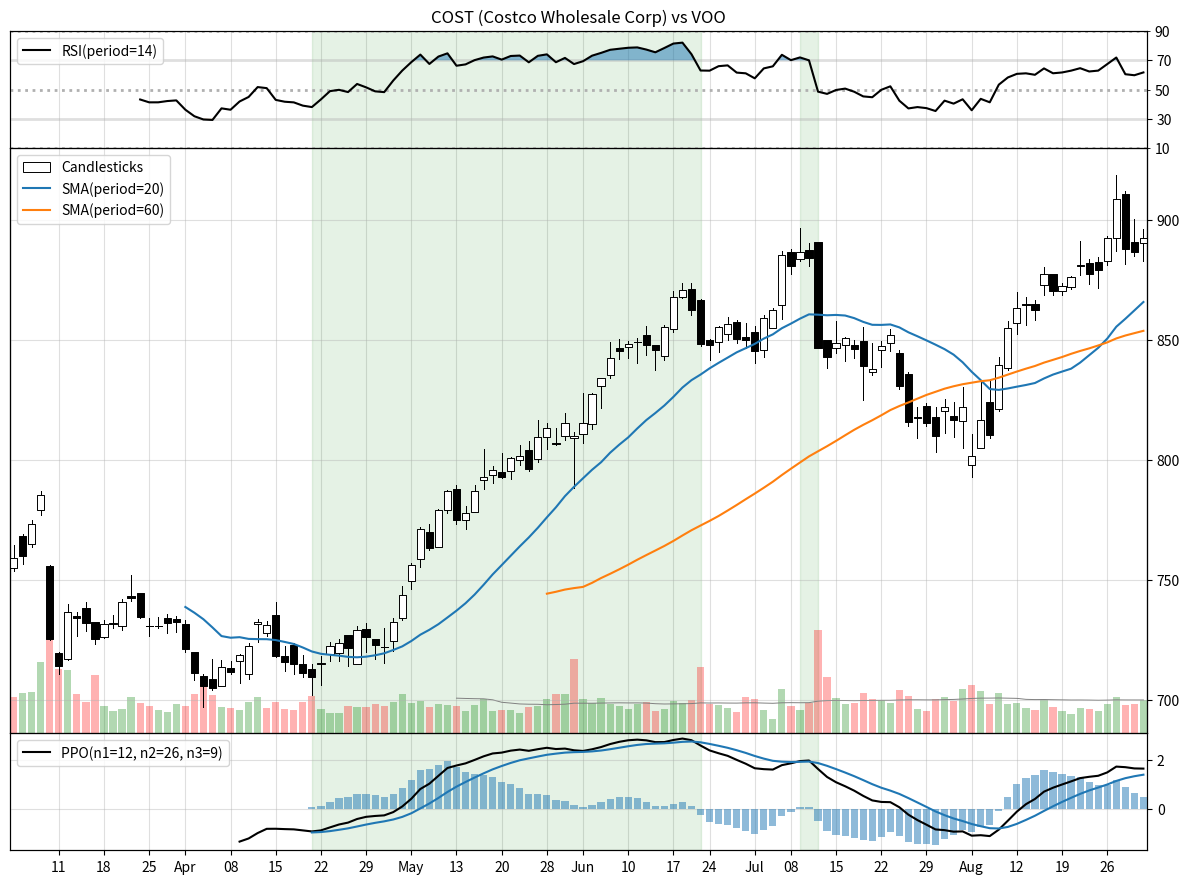 COST (Costco Wholesale Corp) vs VOO
RSI(period=14)
90
70
50
30
10
Candlesticks
SMA(period=20)
SMA(period=60)
900
850
800
750
700
PPO(n1=12, n2=26, n3=9)
2
0
11 18 25 Apr 08 15 22 29 May 13 20 28 Jun 10 17 24 Jul 08 15 22 29 Aug 12 19 26